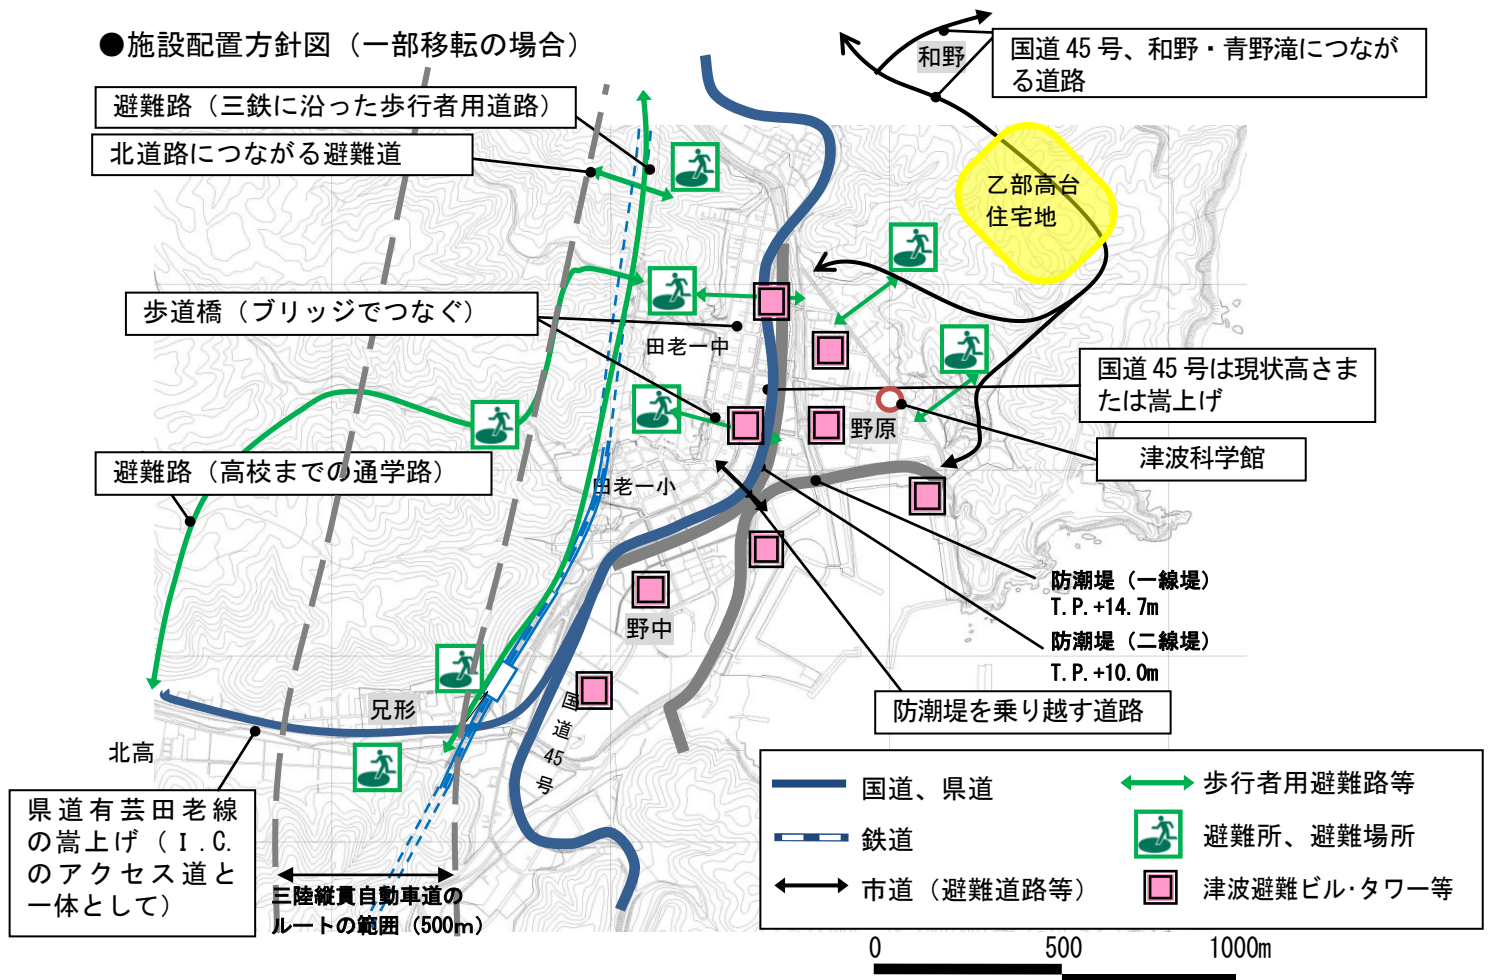 ●施設配置方針図（一部移転の場合）
和野
国道 45 号、和野・青野滝につなが
る道路
避難路（三鉄に沿った歩行者用道路）
北道路につながる避難道
乙部高台
住宅地
歩道橋（ブリッジでつなぐ）
田老一中
国道 45 号は現状高さま
たは嵩上げ
野原
津波科学館
避難路（高校までの通学路）
田老一小
防潮堤（一線堤）
T.P.+14.7m
野中
防潮堤（二線堤）
T.P.+10.0m
防潮堤を乗り越す道路
兄形
国道45号
北高
県道有芸田老線
の嵩上げ（I.C.
のアクセス道と
一体として）
三陸縦貫自動車道の
ルートの範囲（500m）
国道、県道
歩行者用避難路等
鉄道
避難所、避難場所
市道（避難道路等）
津波避難ビル・タワー等
0 500 1000m